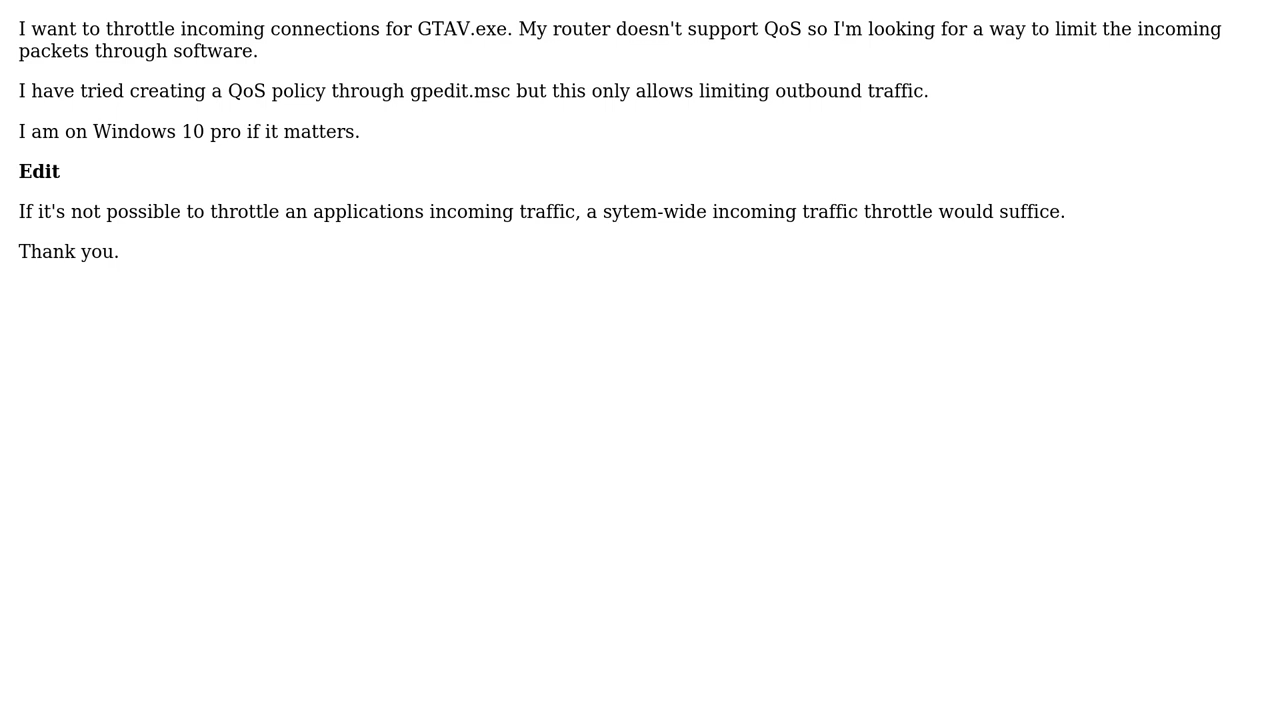 I want to throttle incoming connections for GTAV.exe. My router doesn't support QoS so I'm looking for a way to limit the incoming
packets through software.
I have tried creating a QoS policy through gpedit.msc but this only allows limiting outbound traffic.
I am on Windows 10 pro if it matters.
Edit
If it's not possible to throttle an applications incoming traffic, a sytem-wide incoming traffic throttle would suffice.
Thank you.